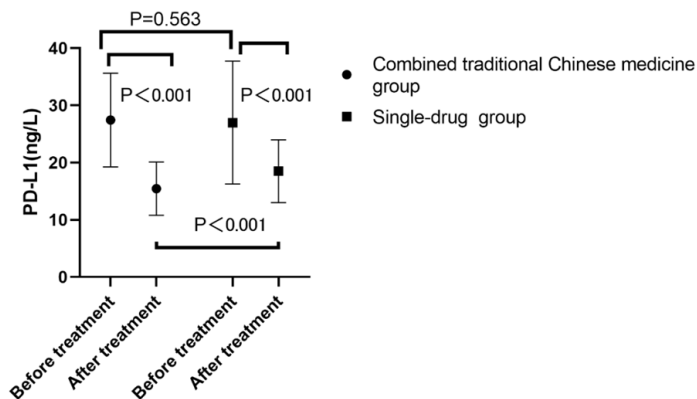 P=0.563
40
30
20
10
0
PD-L1(ng/L)
P＜0.001
P＜0.001
P＜0.001
Before treatment
After treatment
Before treatment
After treatment
Combined traditional Chinese medicine
group
Single-drug group